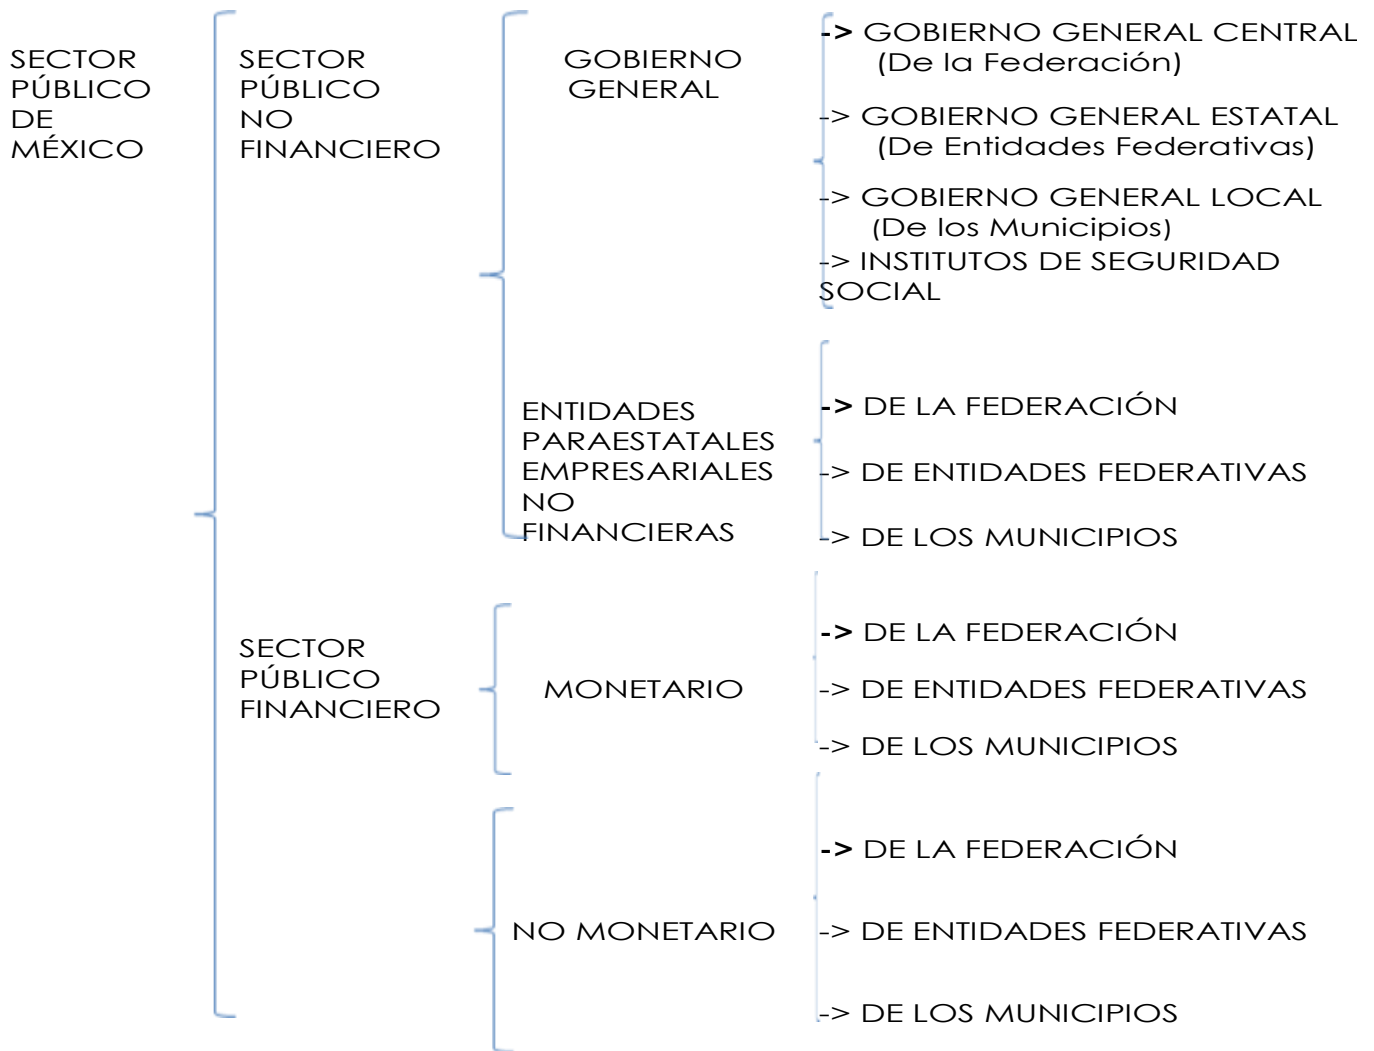 SECTOR
PÚBLICO
DE
MÉXICO
SECTOR
PÚBLICO
NO
FINANCIERO
GOBIERNO
GENERAL
-> GOBIERNO GENERAL CENTRAL
(De la Federación)
-> GOBIERNO GENERAL ESTATAL
(De Entidades Federativas)
-> GOBIERNO GENERAL LOCAL
(De los Municipios)
-> INSTITUTOS DE SEGURIDAD
SOCIAL
ENTIDADES
PARAESTATALES
EMPRESARIALES
NO
FINANCIERAS
-> DE LA FEDERACIÓN
-> DE ENTIDADES FEDERATIVAS
-> DE LOS MUNICIPIOS
SECTOR
PÚBLICO
FINANCIERO
MONETARIO
-> DE LA FEDERACIÓN
-> DE ENTIDADES FEDERATIVAS
-> DE LOS MUNICIPIOS
NO MONETARIO
-> DE LA FEDERACIÓN
-> DE ENTIDADES FEDERATIVAS
-> DE LOS MUNICIPIOS